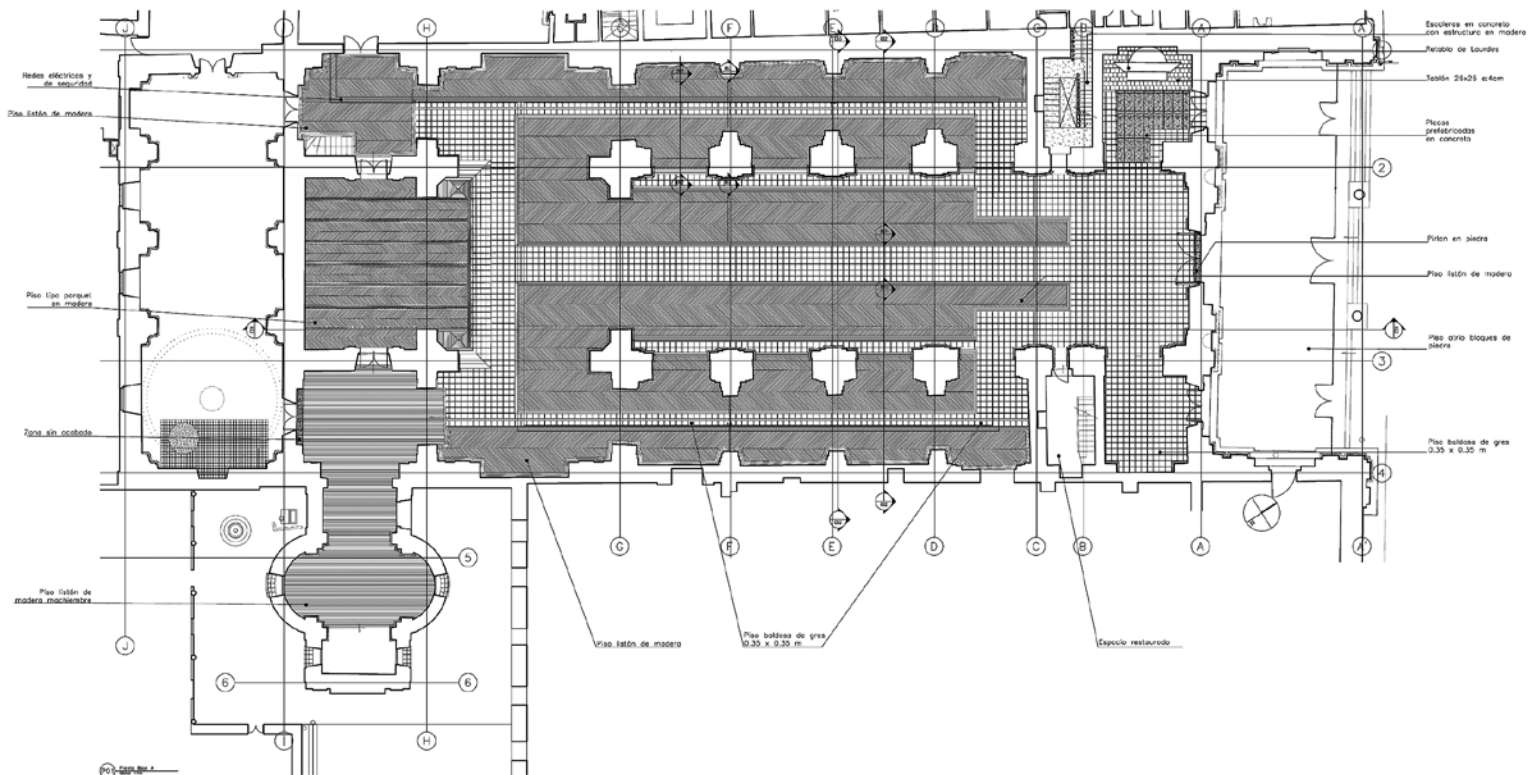 J
I
H
G
F
E
D
C
B
A
A'
Escaleras en concreto
con estructura en madera
Retablo de Lourdes
Tablón 26x26 e:4cm
Placas
prefabricadas
en concreto
2
Pirlan en piedra
Piso listón de madera
Piso atrio bloques de
piedra
3
Piso baldosa de gres
0.35 x 0.35 m
4
Redes eléctricas y
de seguridad
Piso listón de madera
Piso tipo parquet
en madera
B
B
Zona sin acabado
G
F
E
D
C
B
A
A'
N
5
Piso listón de
madera machiembre
Piso listón de madera
Piso baldosa de gres
0.35 x 0.35 m
Espacio restaurado
J
6
6
I
H
P01